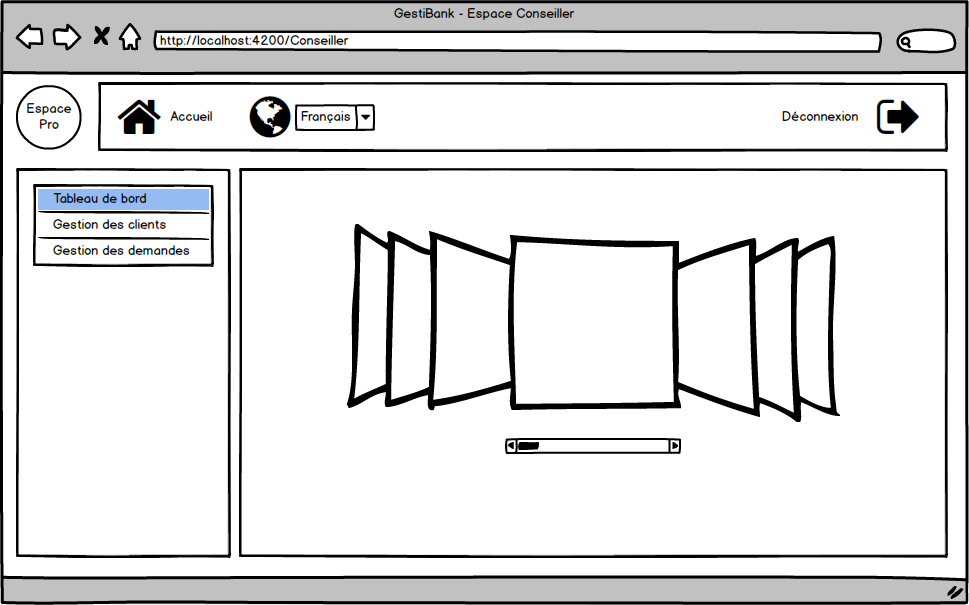 GestiBank - Espace Conseiller
http://localhost:4200/Conseiller
Espace
Pro
Accueil
Français
Déconnexion
Tableau de bord
Gestion des clients
Gestion des demandes